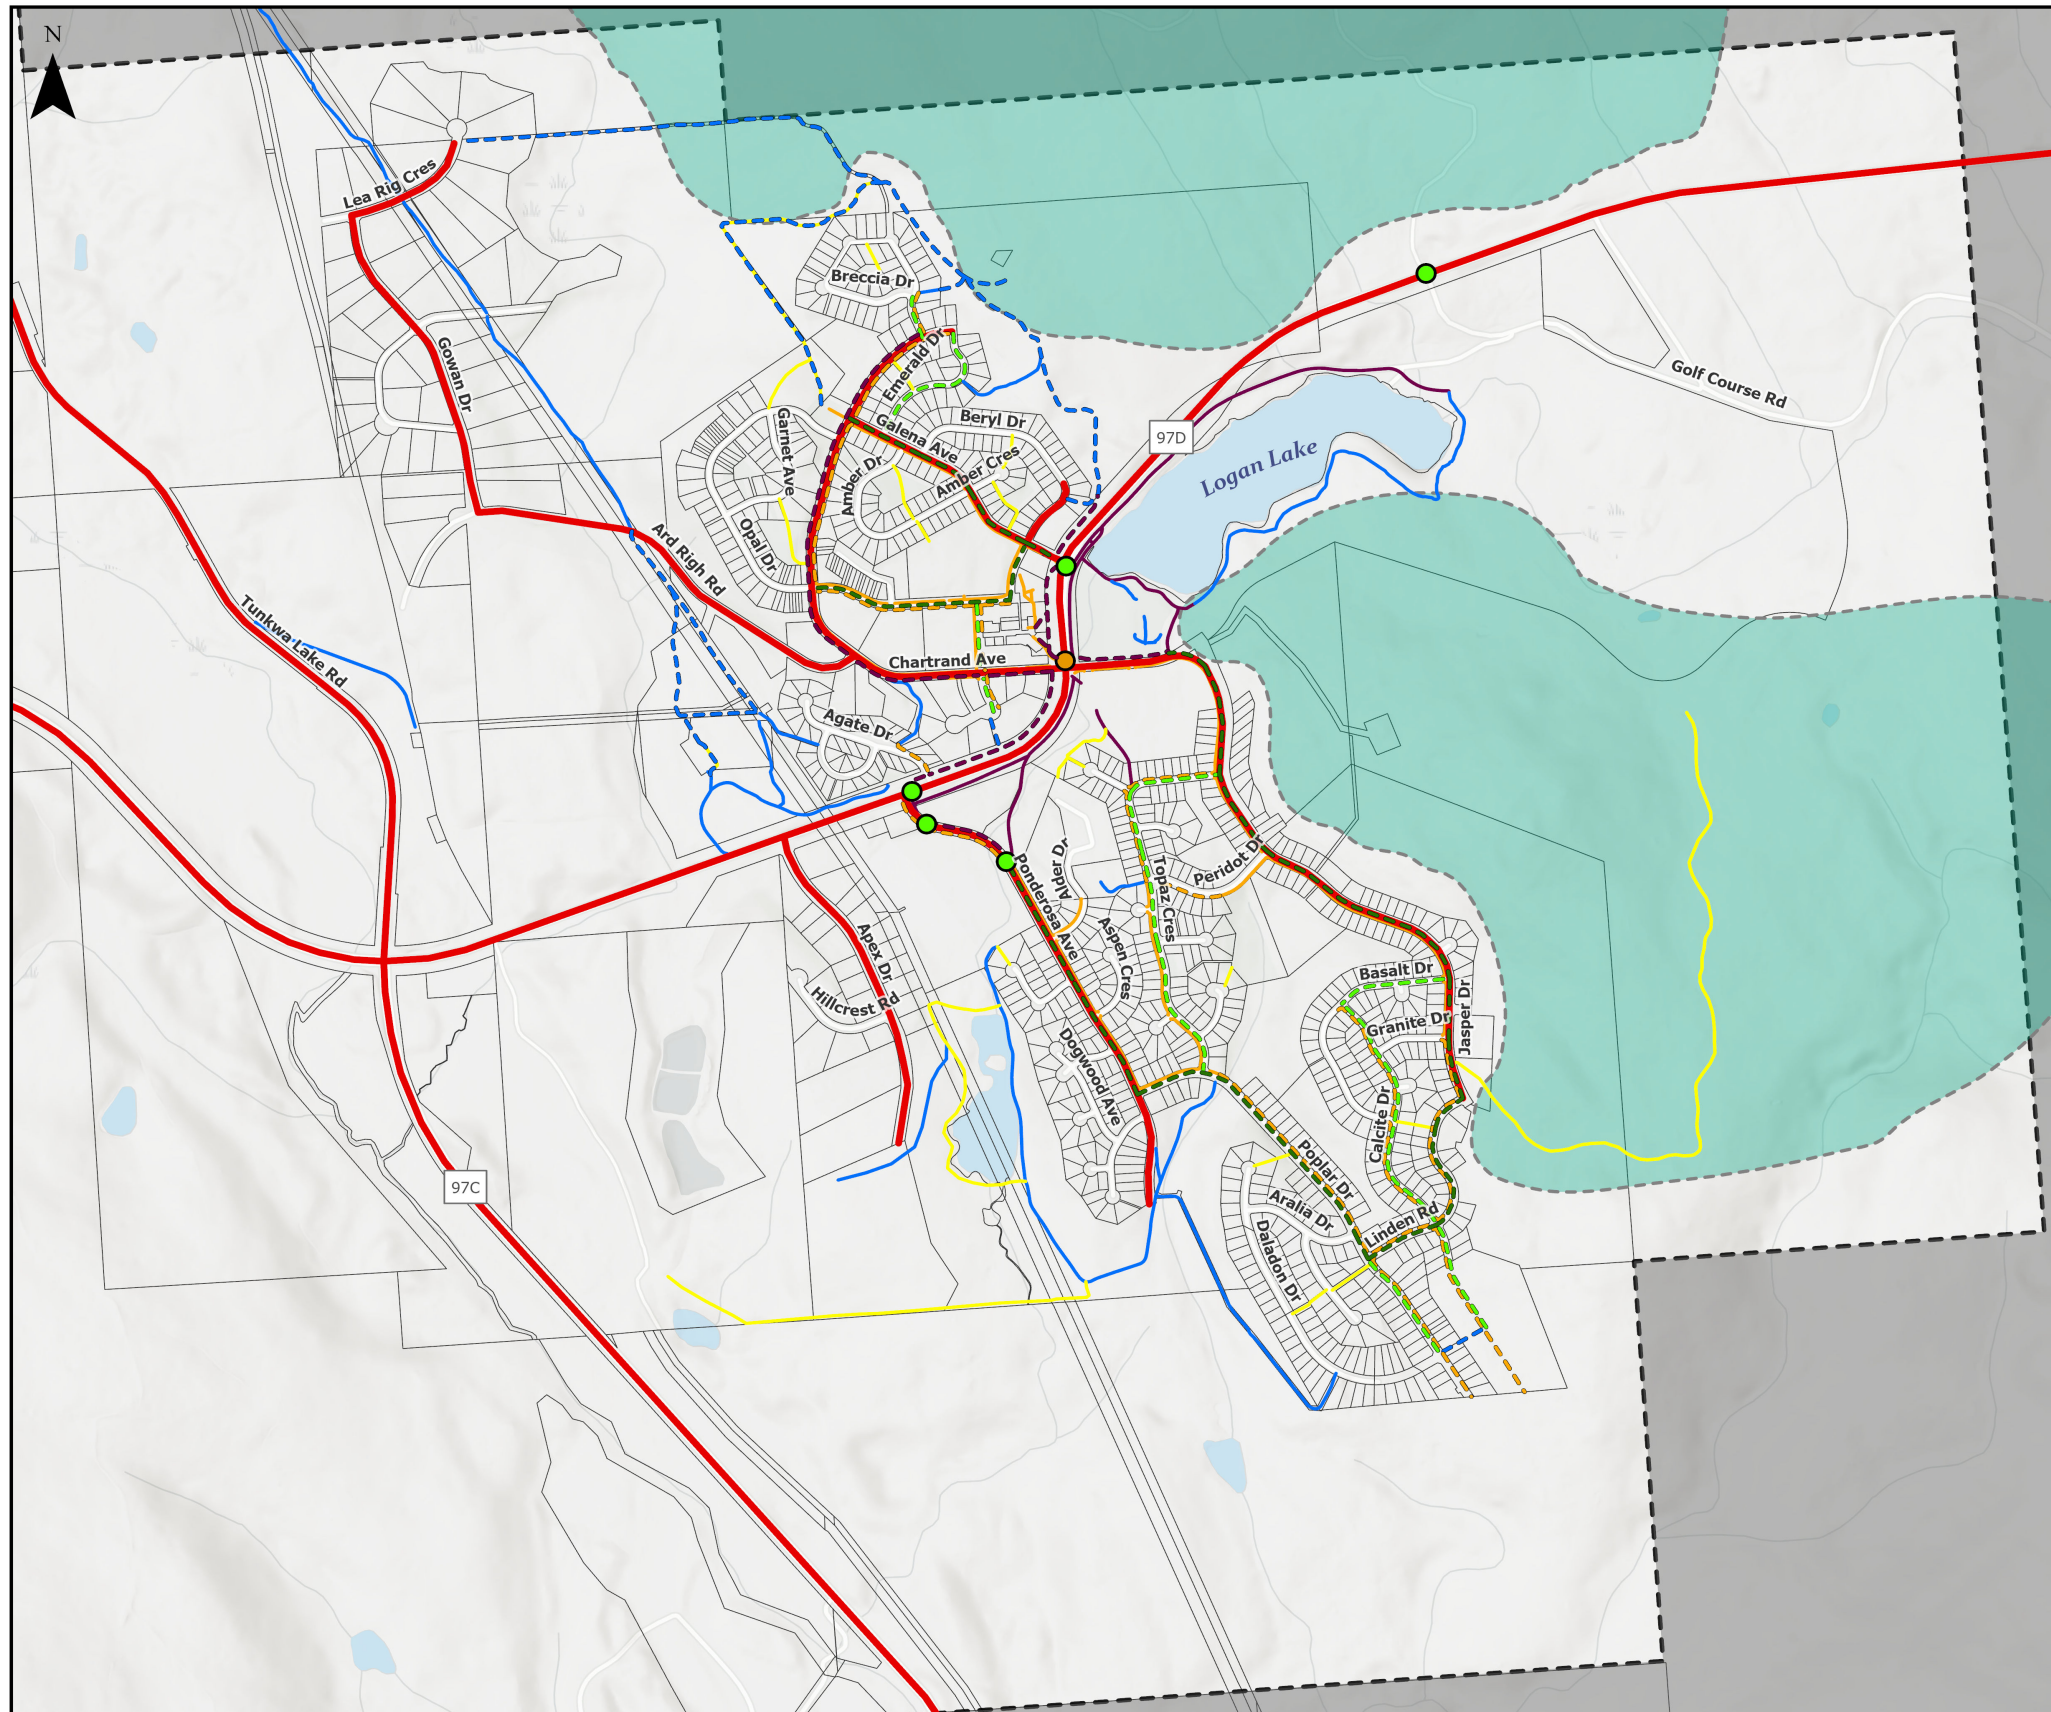 N
Lea Rig Cres
Breccia Dr
Emerald Dr
Gowan Dr
Golf Course Rd
Garnet Ave
Galena Ave
Beryl Dr
97D
Logan Lake
Amber Dr
Amber Cres
Opal Dr
Ard Righ Rd
Tunkwa Lake Rd
Chartrand Ave
Agate Dr
Alder Dr
Ponderosa Ave
Topaz Cres
Peridot Dr
Aspen Cres
Apex Dr
Hillcrest Rd
Basalt Dr
Granite Dr
Jasper Dr
Dogwood Ave
Calcite Dr
Poplar Dr
97C
Aralia Dr
Linden Rd
Daladon Dr